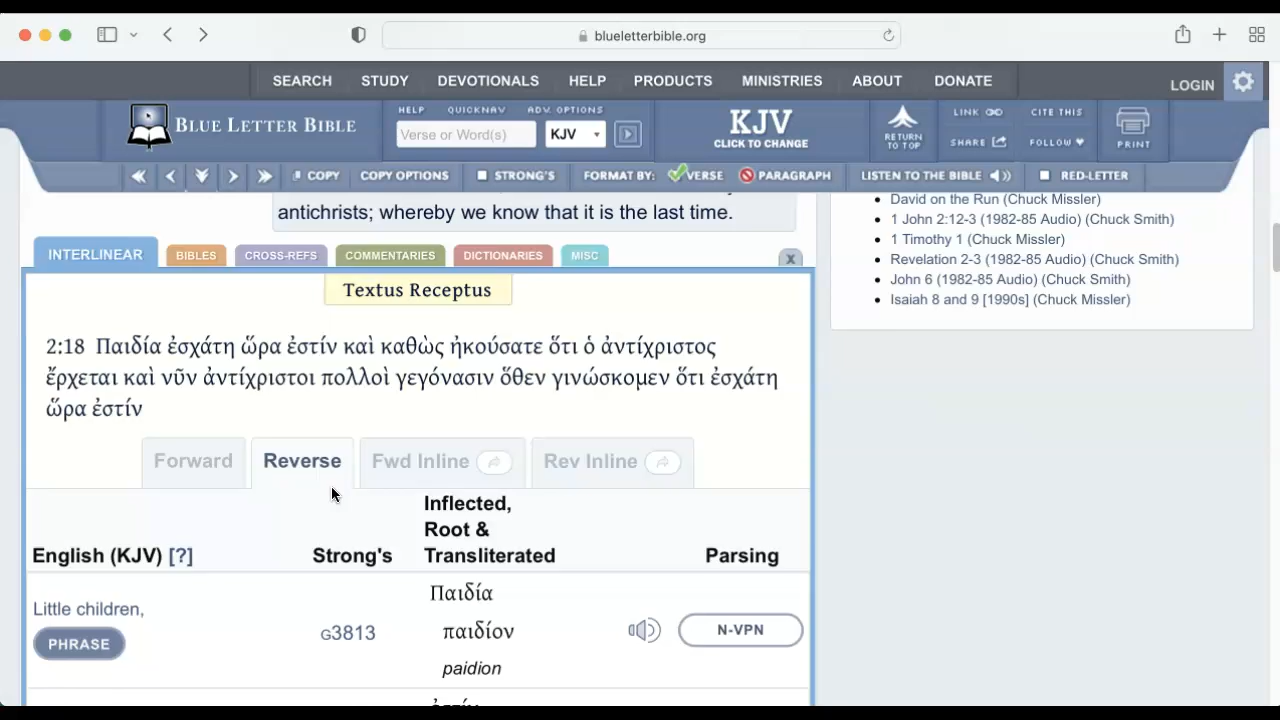 blueletterbible.org
SEARCH STUDY DEVOTIONALS HELP PRODUCTS MINISTRIES ABOUT DONATE
LOGIN
BLUE LETTER BIBLE
HELP QUICKNAV ADV. OPTIONS
Verse or Word(s) KJV
KJV
CLICK TO CHANGE
RETURN
TO TOP
LINK CITE THIS
SHARE FOLLOW
PRINT
COPY COPY OPTIONS STRONG'S FORMAT BY: VERSE PARAGRAPH LISTEN TO THE BIBLE RED-LETTER
antichrists; whereby we know that it is the last time.
David on the Run (Chuck Missler)
1 John 2:12-3 (1982-85 Audio) (Chuck Smith)
1 Timothy 1 (Chuck Missler)
Revelation 2-3 (1982-85 Audio) (Chuck Smith)
John 6 (1982-85 Audio) (Chuck Smith)
Isaiah 8 and 9 [1990s] (Chuck Missler)
INTERLINEAR BIBLES CROSS-REFS COMMENTARIES DICTIONARIES MISC X
Textus Receptus
2:18 Παιδία ἐσχάτη ὥρα ἐστίν καὶ καθὼς ἠκούσατε ὅτι ὁ ἀντίχριστος
ἔρχεται καὶ νῦν ἀντίχριστοι πολλοὶ γεγόνασιν ὅθεν γινώσκομεν ὅτι ἐσχάτη
ὥρα ἐστίν
Forward Reverse Fwd Inline Rev Inline
English (KJV) [?] Strong's Inflected,
Root &
Transliterated Parsing
Little children,
PHRASE
G3813
Παιδία
παιδίον
paidion
N-VPN